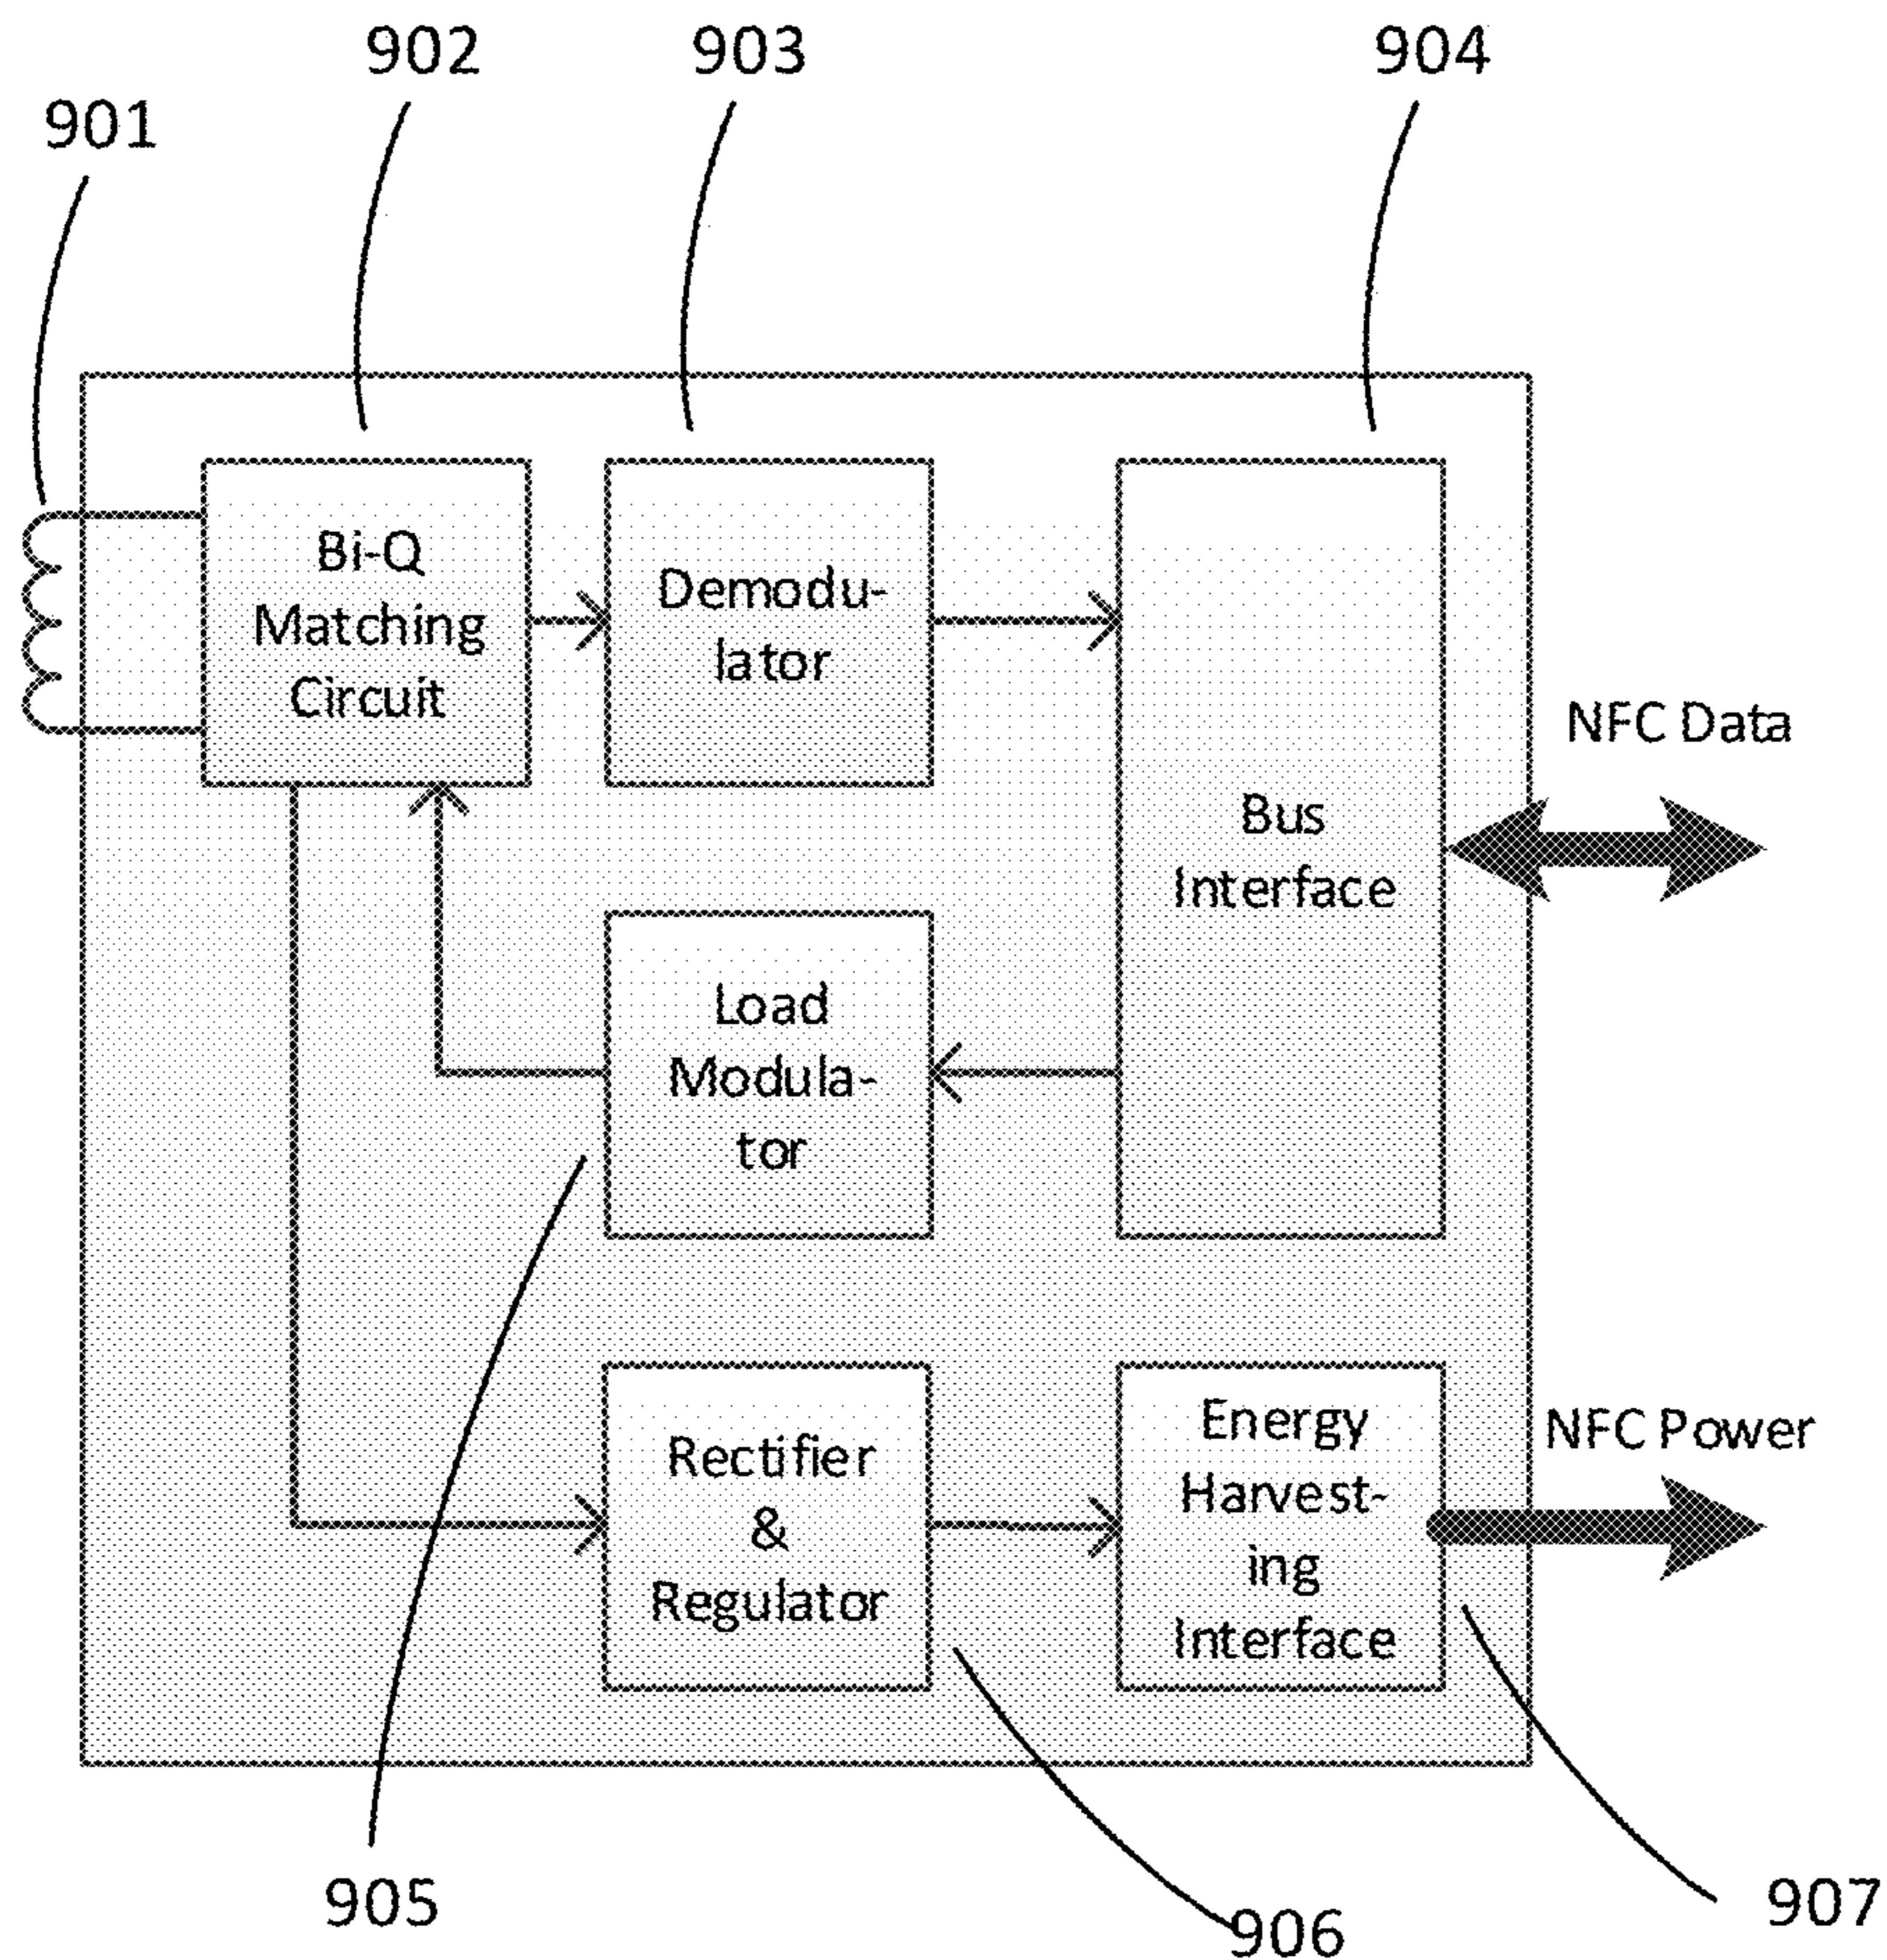 902
903
904
901
Bi-Q
Matching
Circuit
Demodu-
lator
Bus
Interface
NFC Data
Load
Modula-
tor
Rectifier
&
Regulator
Energy
Harvest-
ing
Interface
NFC Power
905
906
907